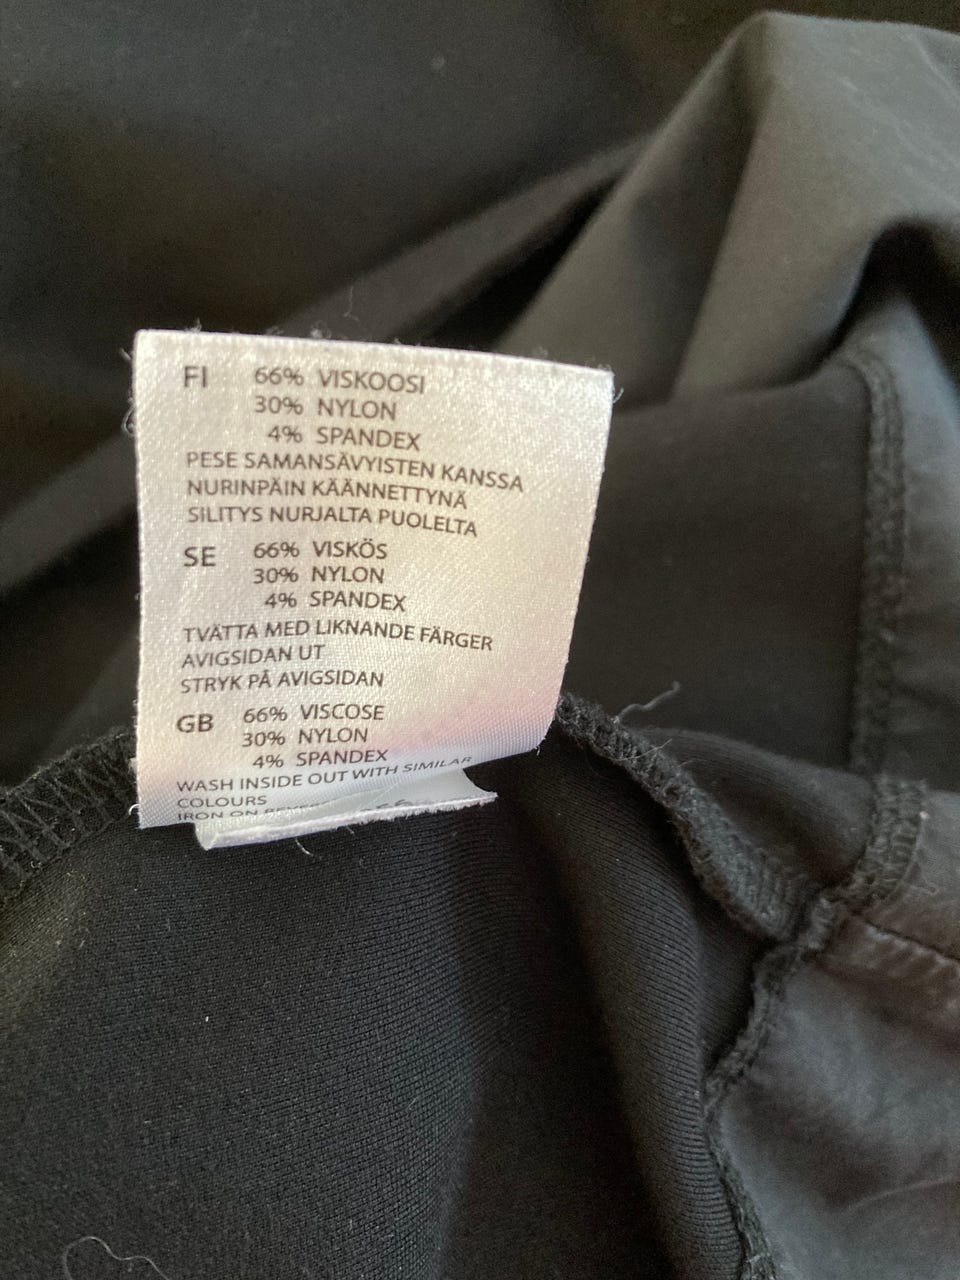 FI 66% VISKOOSI
30% NYLON
4% SPANDEX
PESE SAMANSÄVYISTEN KANSSA
NURINPÄIN KÄÄNNETTYNÄ
SILITYS NURJALTA PUOLELTA
SE 66% VISKÖS
30% NYLON
4% SPANDEX
TVÄTTA MED LIKNANDE FÄRGER
AVIGSIDAN UT
STRYK PÅ AVIGSIDAN
GB 66% VISCOSE
30% NYLON
4% SPANDEX
WASH INSIDE OUT WITH SIMILAR
COLOURS
IRON ON